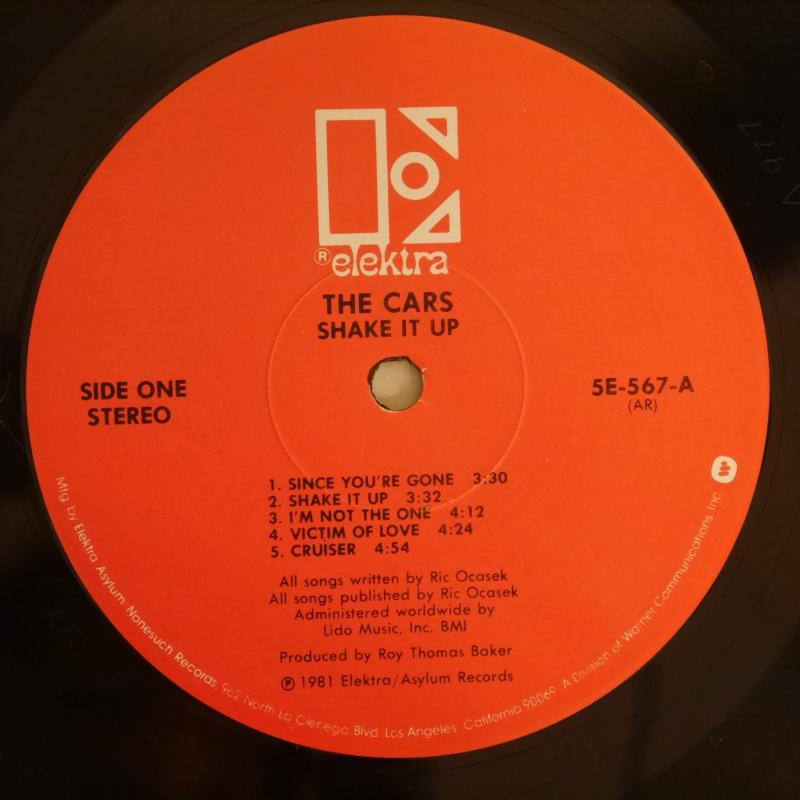 ® elektra
THE CARS
SHAKE IT UP
SIDE ONE
STEREO
5E-567-A
(AR)
1. SINCE YOU'RE GONE 3:30
2. SHAKE IT UP 3:32
3. I'M NOT THE ONE 4:12
4. VICTIM OF LOVE 4:24
5. CRUISER 4:54
All songs written by Ric Ocasek
All songs published by Ric Ocasek
Administered worldwide by
Lido Music, Inc. BMI
Produced by Roy Thomas Baker
℗ 1981 Elektra/Asylum Records
Mfg. by Elektra Asylum Nonesuch Records, 962 North La Cienega Blvd. Los Angeles, California 90069. A Division of Warner Communications Inc.